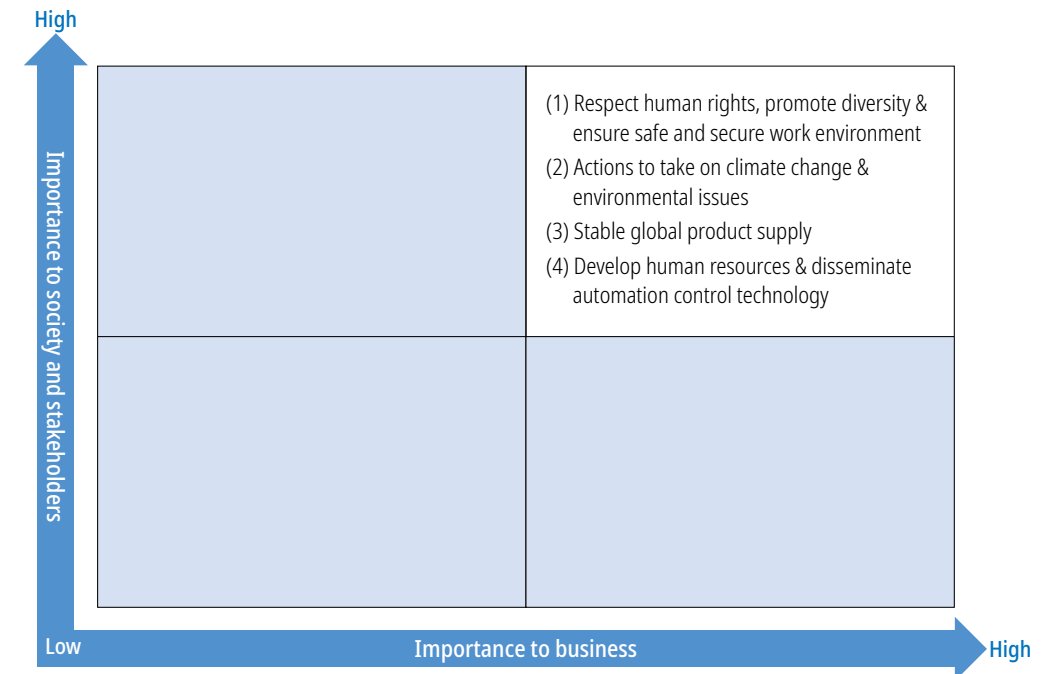 High
Importance to society and stakeholders
(1) Respect human rights, promote diversity &
ensure safe and secure work environment
(2) Actions to take on climate change &
environmental issues
(3) Stable global product supply
(4) Develop human resources & disseminate
automation control technology
Low
Importance to business
High